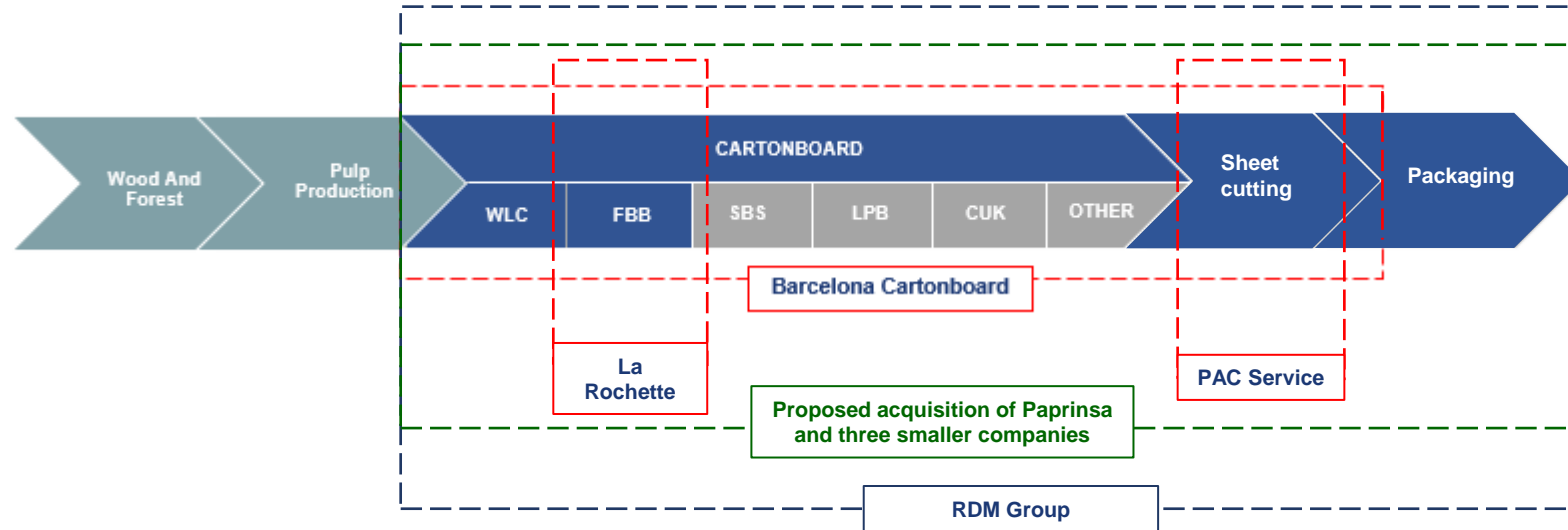 Wood And
Forest
Pulp
Production
CARTONBOARD
WLC
FBB
SBS
LPB
CUK
OTHER
Sheet
cutting
Packaging
Barcelona Cartonboard
La
Rochette
PAC Service
Proposed acquisition of Paprinsa
and three smaller companies
RDM Group